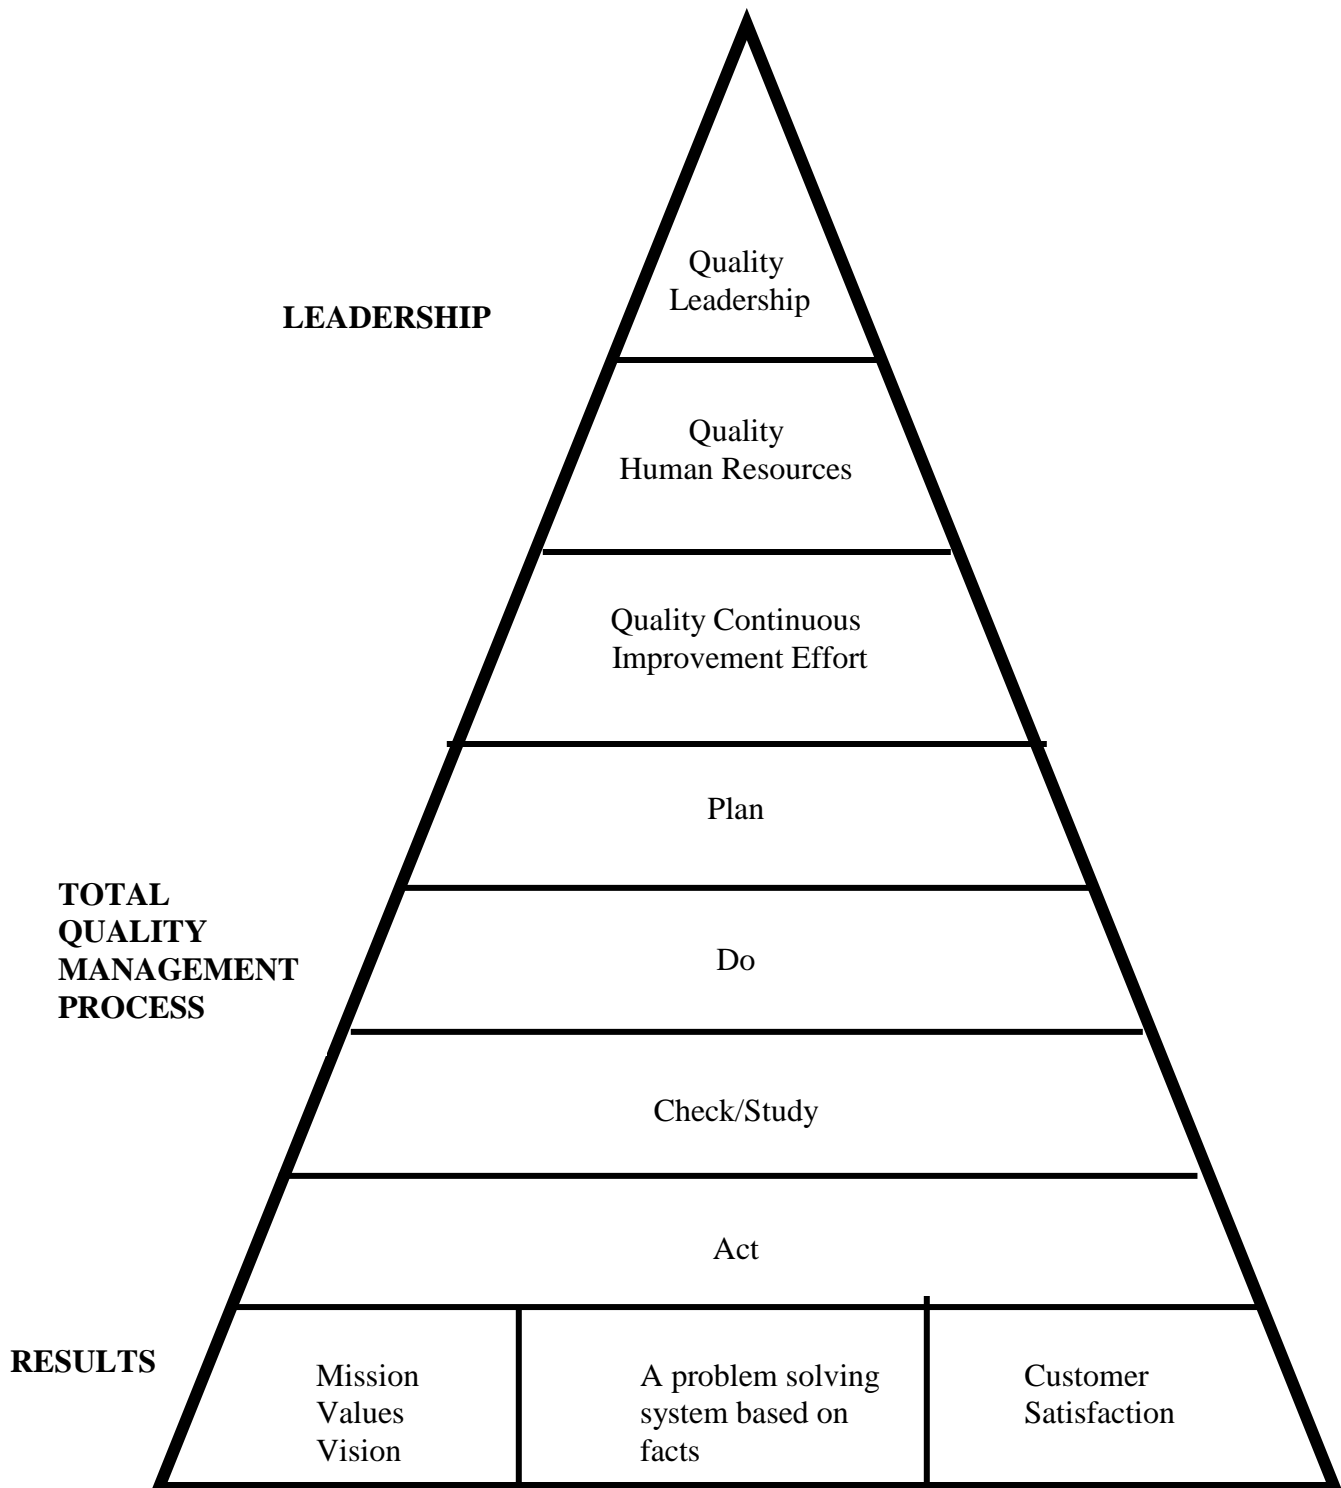 Quality
Leadership
LEADERSHIP
Quality
Human Resources
Quality Continuous
Improvement Effort
Plan
TOTAL
QUALITY
MANAGEMENT
PROCESS
Do
Check/Study
Act
RESULTS
Mission
Values
Vision
A problem solving
system based on
facts
Customer
Satisfaction